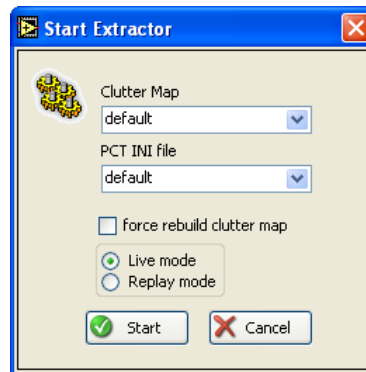 Start Extractor
Clutter Map
default
PCT INI file
default
force rebuild clutter map
Live mode
Replay mode
Start Cancel